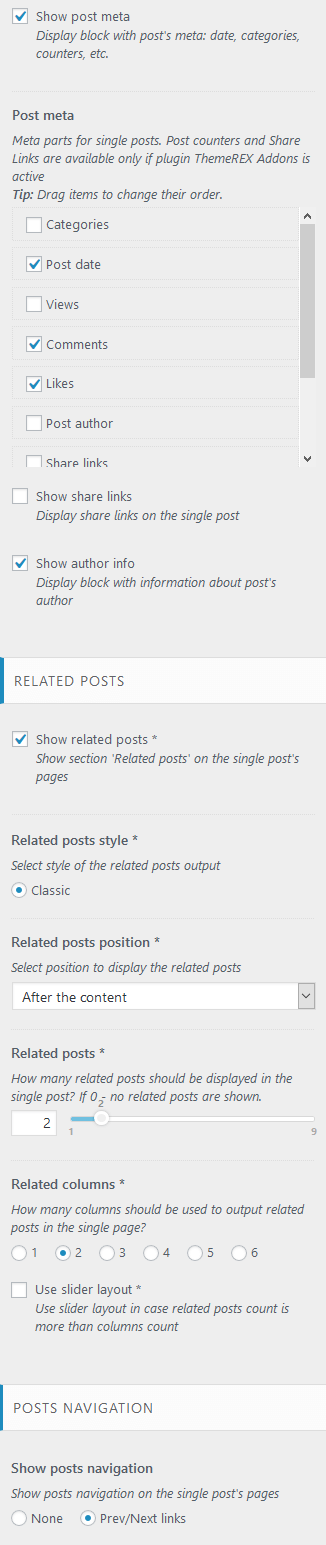 Show post meta
Display block with post's meta: date, categories,
counters, etc.
Post meta
Meta parts for single posts. Post counters and Share
Links are available only if plugin ThemeREX Addons is
active
Tip: Drag items to change their order.
Categories
Post date
Views
Comments
Likes
Post author
Share links
Show share links
Display share links on the single post
Show author info
Display block with information about post's
author
RELATED POSTS
Show related posts *
Show section 'Related posts' on the single post's
pages
Related posts style *
Select style of the related posts output
Classic
Related posts position *
Select position to display the related posts
After the content
Related posts *
How many related posts should be displayed in the
single post? If 0 - no related posts are shown.
2
2
1 9
Related columns *
How many columns should be used to output related
posts in the single page?
1 2 3 4 5 6
Use slider layout *
Use slider layout in case related posts count is
more than columns count
POSTS NAVIGATION
Show posts navigation
Show posts navigation on the single post's pages
None Prev/Next links